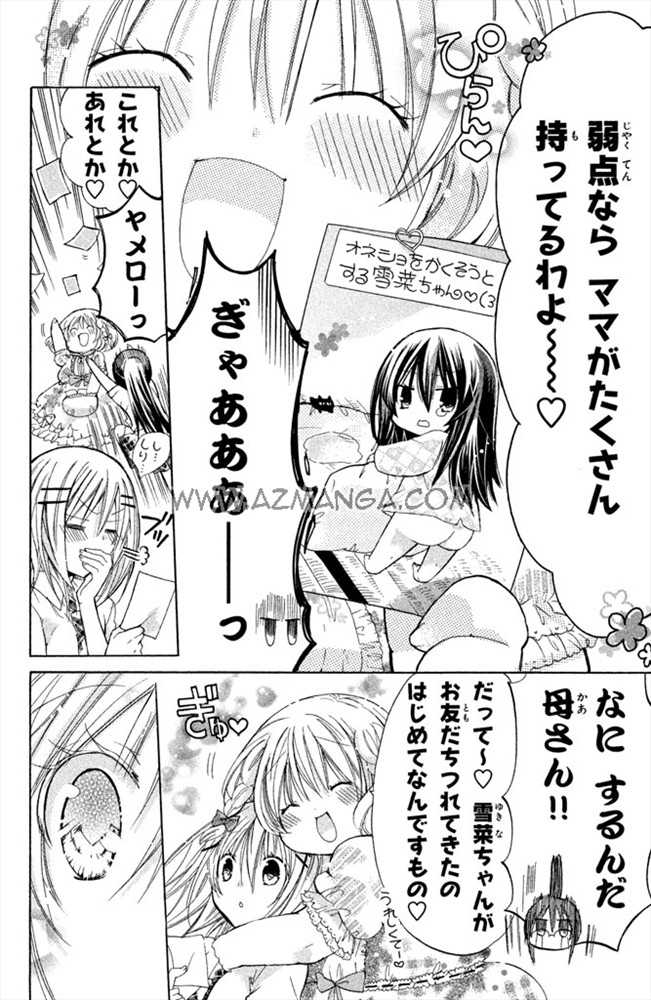 弱点なら ママがたくさん
持ってるわよ〜〜〜♡
ぴらん♡
オネショをかくそうと
する雪菜ちゃん♡(3
ぎゃあああーーっ
これとか♡
あれとか♡
ヤメローっ
WWW.AZMANGA.COM
なに するんだ
母さん!!
だって〜♡ 雪菜ちゃんが
お友だちつれてきたの
はじめてなんですもの♡
うれしくて〜♡
ぎゅ♡